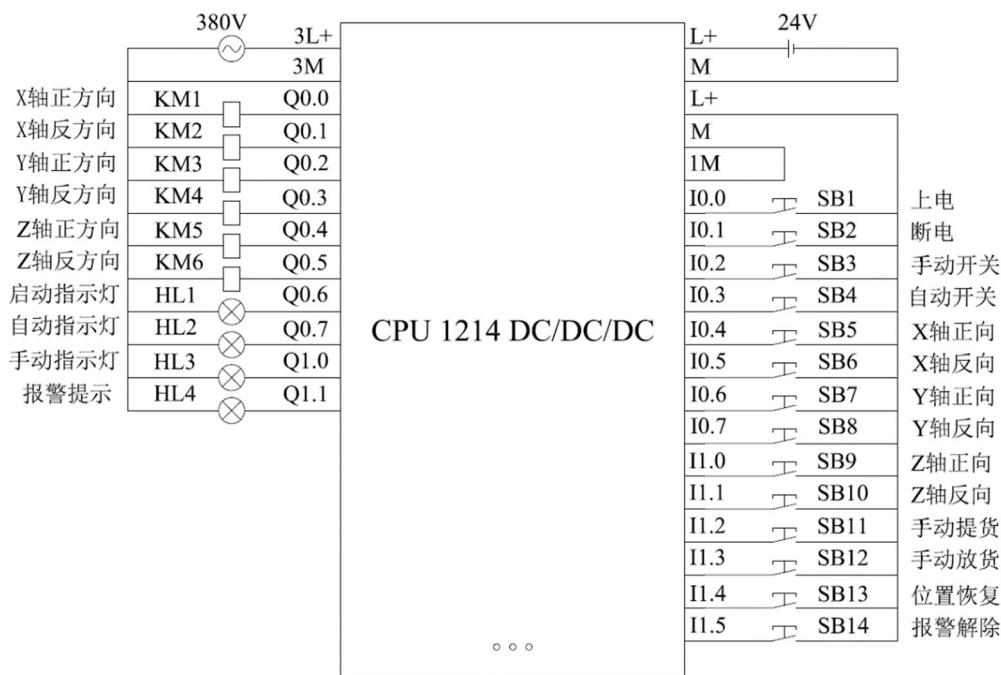 380V
3L+
3M
X轴正方向 KM1 Q0.0
X轴反方向 KM2 Q0.1
Y轴正方向 KM3 Q0.2
Y轴反方向 KM4 Q0.3
Z轴正方向 KM5 Q0.4
Z轴反方向 KM6 Q0.5
启动指示灯 HL1 Q0.6
自动指示灯 HL2 Q0.7
手动指示灯 HL3 Q1.0
报警提示 HL4 Q1.1
CPU 1214 DC/DC/DC
24V
L+
M
L+
M
1M
I0.0 SB1 上电
I0.1 SB2 断电
I0.2 SB3 手动开关
I0.3 SB4 自动开关
I0.4 SB5 X轴正向
I0.5 SB6 X轴反向
I0.6 SB7 Y轴正向
I0.7 SB8 Y轴反向
I1.0 SB9 Z轴正向
I1.1 SB10 Z轴反向
I1.2 SB11 手动提货
I1.3 SB12 手动放货
I1.4 SB13 位置恢复
I1.5 SB14 报警解除